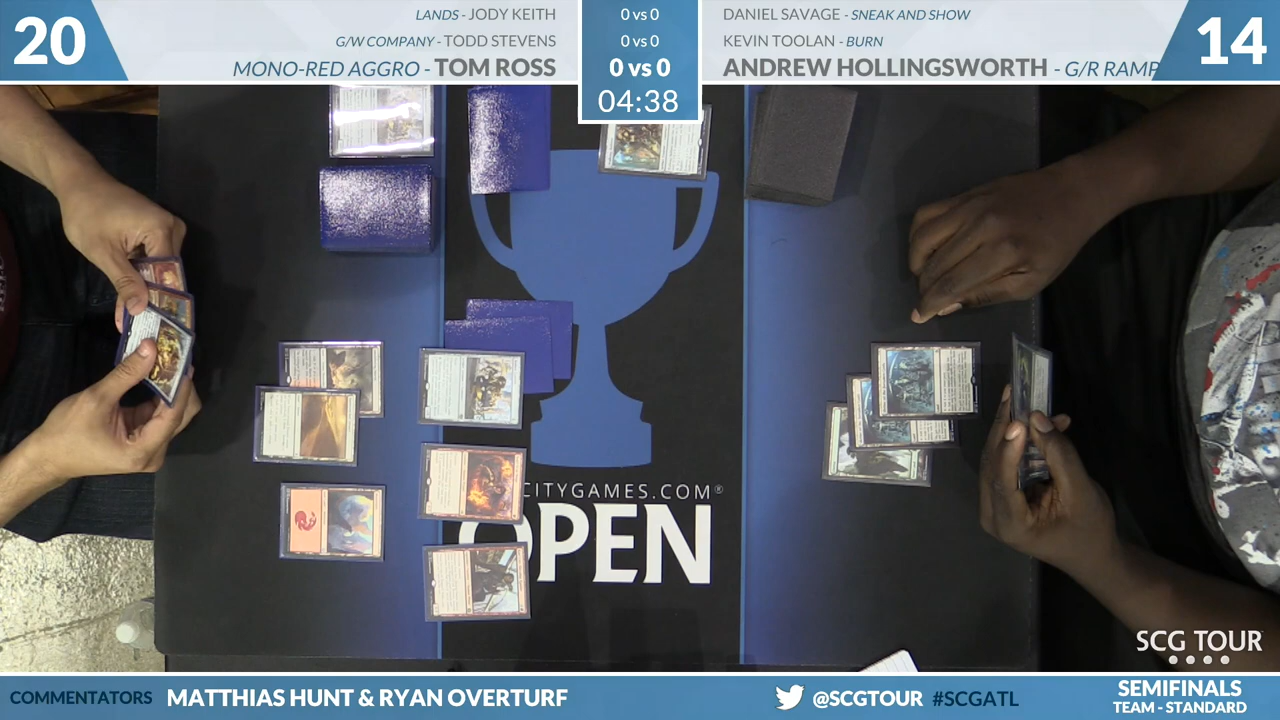 20
LANDS - JODY KEITH
G/W COMPANY - TODD STEVENS
MONO-RED AGGRO - TOM ROSS
0 vs 0
0 vs 0
0 vs 0
04:38
DANIEL SAVAGE - SNEAK AND SHOW
KEVIN TOOLAN - BURN
ANDREW HOLLINGSWORTH - G/R RAMP
14
CITYGAMES.COM®
OPEN
SCG TOUR
COMMENTATORS MATTHIAS HUNT & RYAN OVERTURF
@SCGTOUR #SCGATL
SEMIFINALS
TEAM - STANDARD